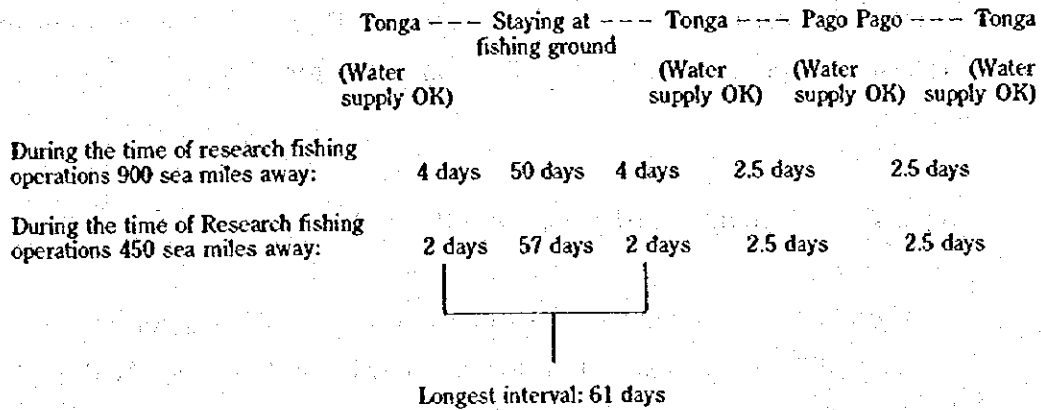 Tonga --- Staying at --- Tonga --- Pago Pago --- Tonga
fishing ground
(Water (Water (Water (Water
supply OK) supply OK) supply OK) supply OK)
During the time of research fishing
operations 900 sea miles away: 4 days 50 days 4 days 2.5 days 2.5 days
During the time of Research fishing
operations 450 sea miles away: 2 days 57 days 2 days 2.5 days 2.5 days
Longest interval: 61 days